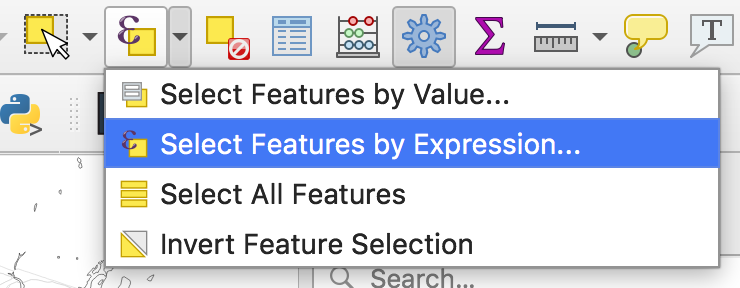 Select Features by Value...
Select Features by Expression...
Select All Features
Invert Feature Selection
Search...